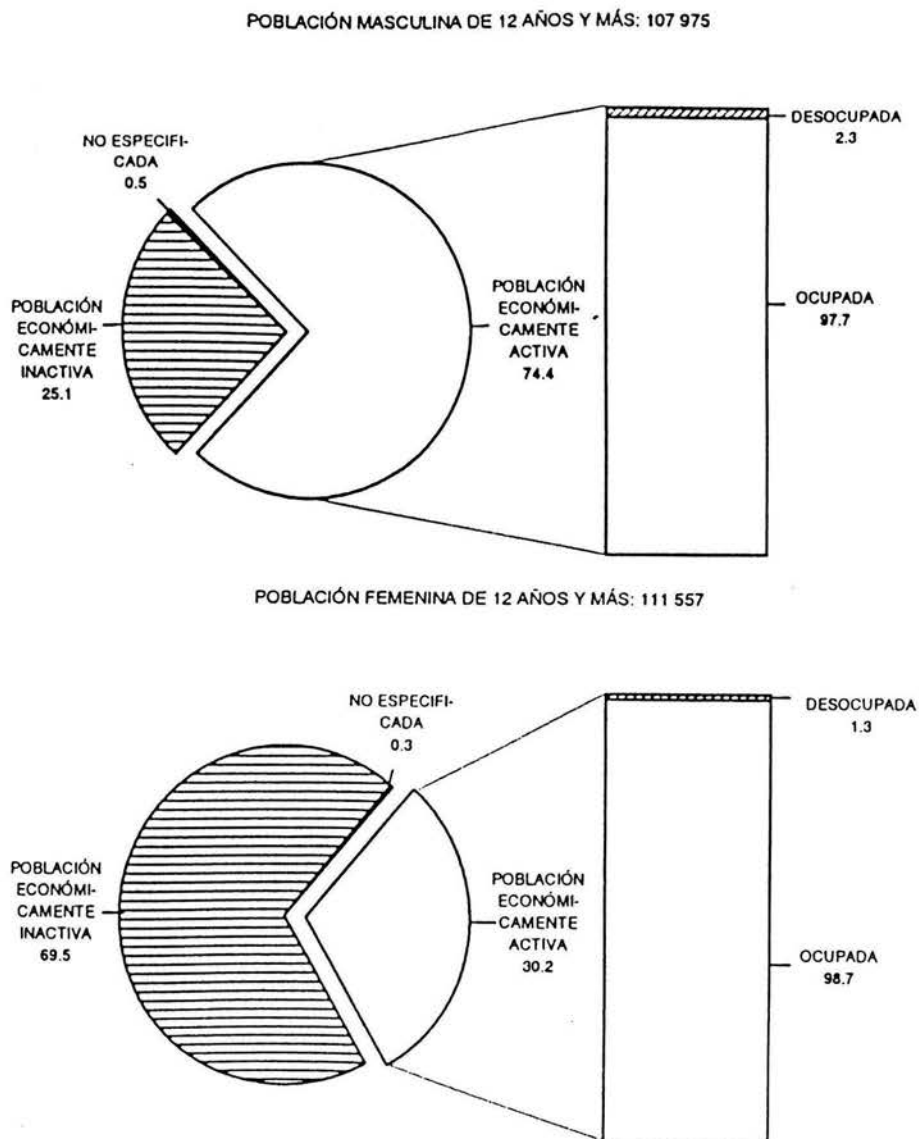 POBLACIÓN MASCULINA DE 12 AÑOS Y MÁS: 107 975
DESOCUPADA
2.3
NO ESPECIFI-
CADA
0.5
POBLACIÓN
ECONÓMI-
CAMENTE
INACTIVA
25.1
POBLACIÓN
ECONÓMI-
CAMENTE
ACTIVA
74.4
OCUPADA
97.7
POBLACIÓN FEMENINA DE 12 AÑOS Y MÁS: 111 557
NO ESPECIFI-
CADA
0.3
DESOCUPADA
1.3
POBLACIÓN
ECONÓMI-
CAMENTE
INACTIVA
69.5
POBLACIÓN
ECONÓMI-
CAMENTE
ACTIVA
30.2
OCUPADA
98.7